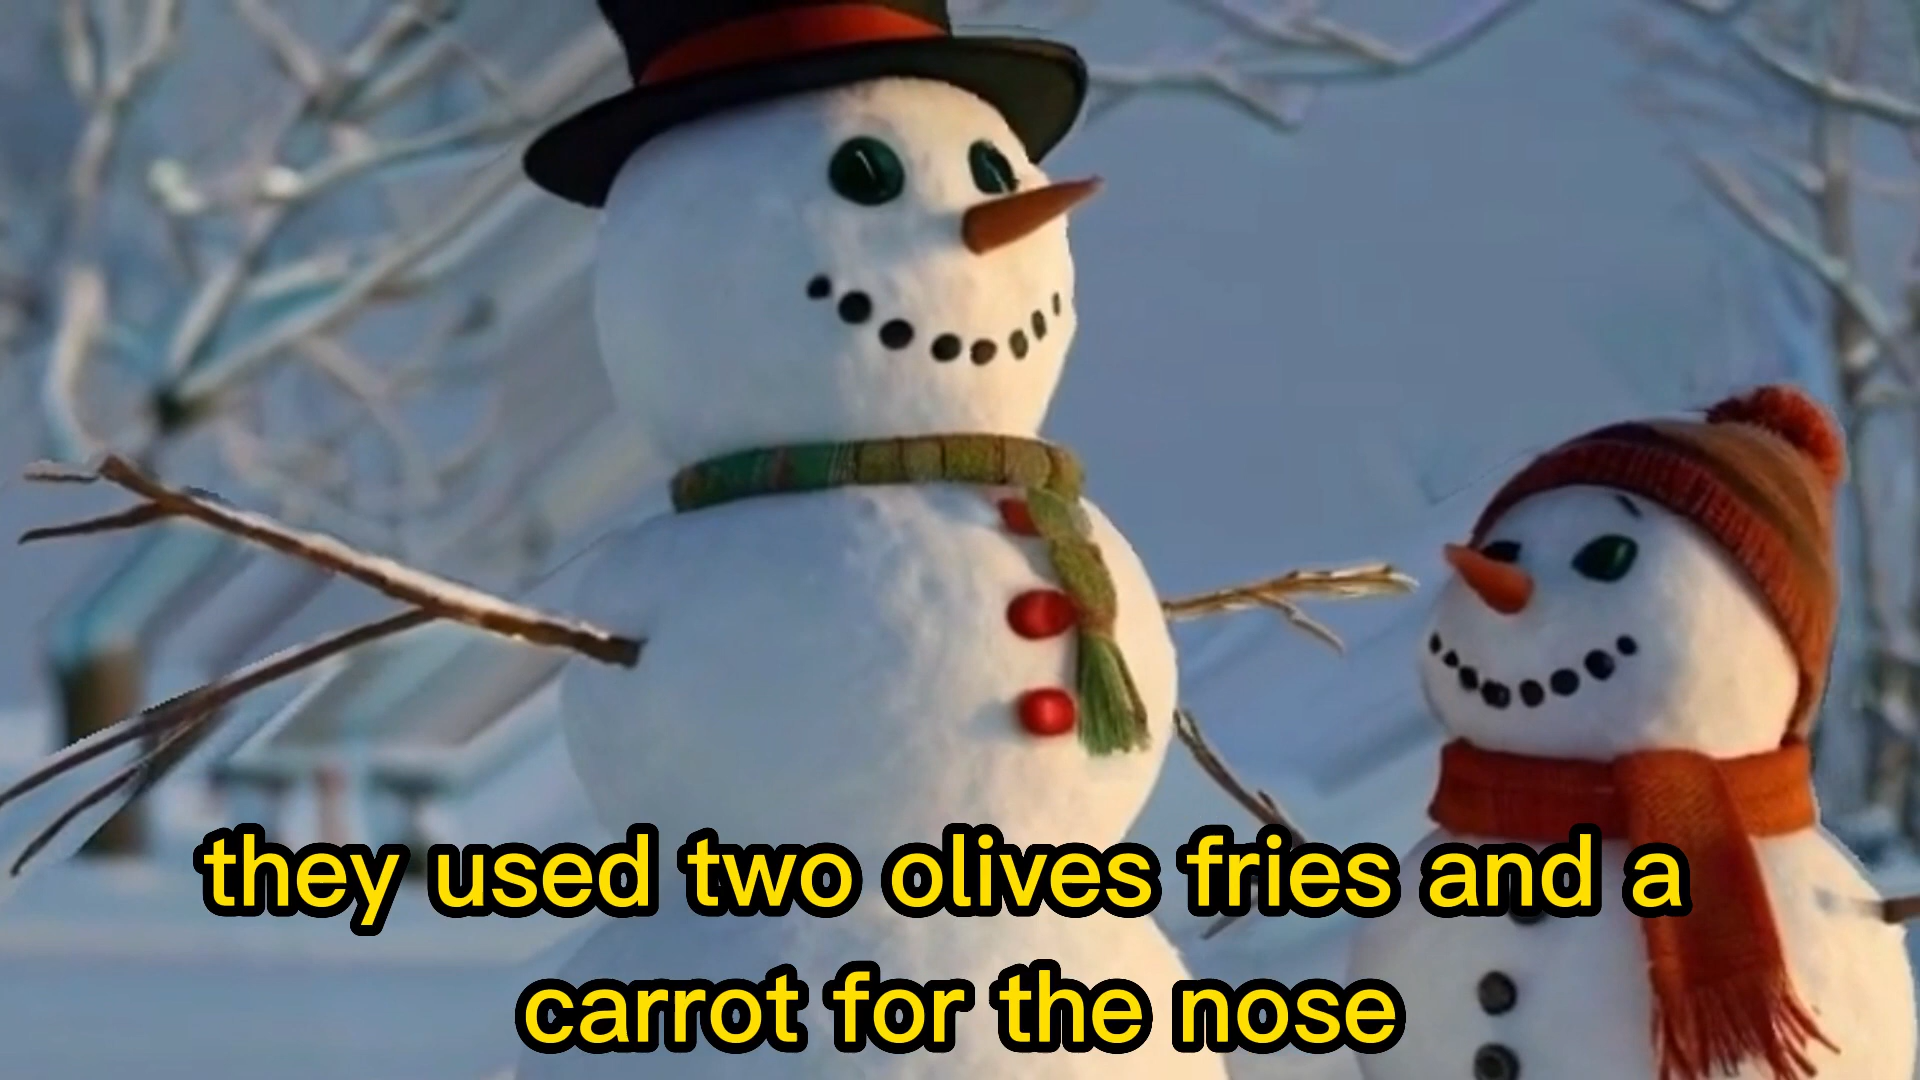 they used two olives fries and a
carrot for the nose